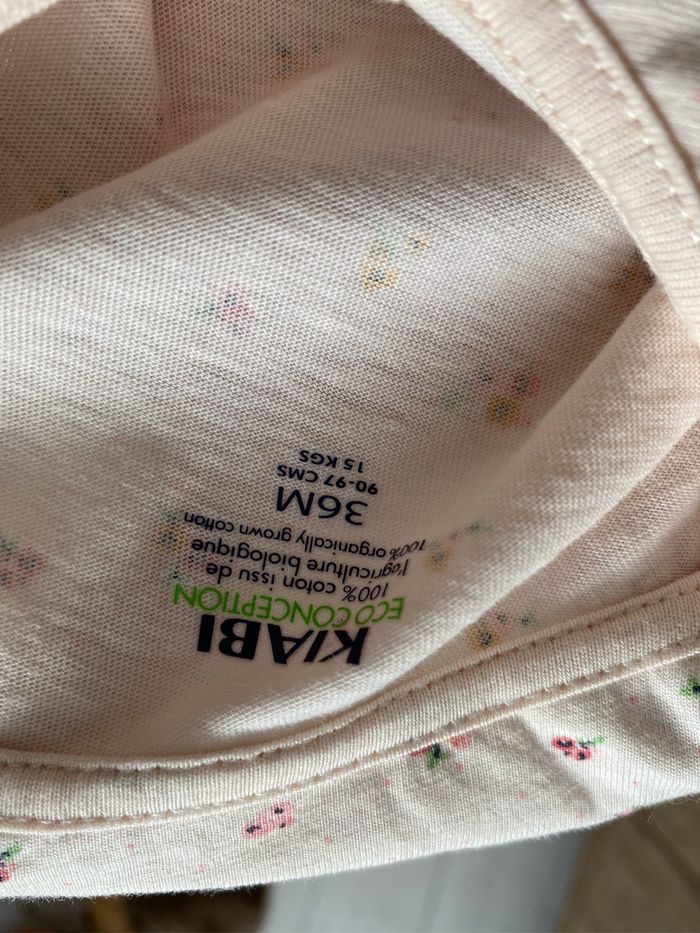 KIABI
ECO CONCEPTION
100% coton issu de
l'agriculture biologique
100% organically grown cotton
36M
90-97 CMS
15 KGS